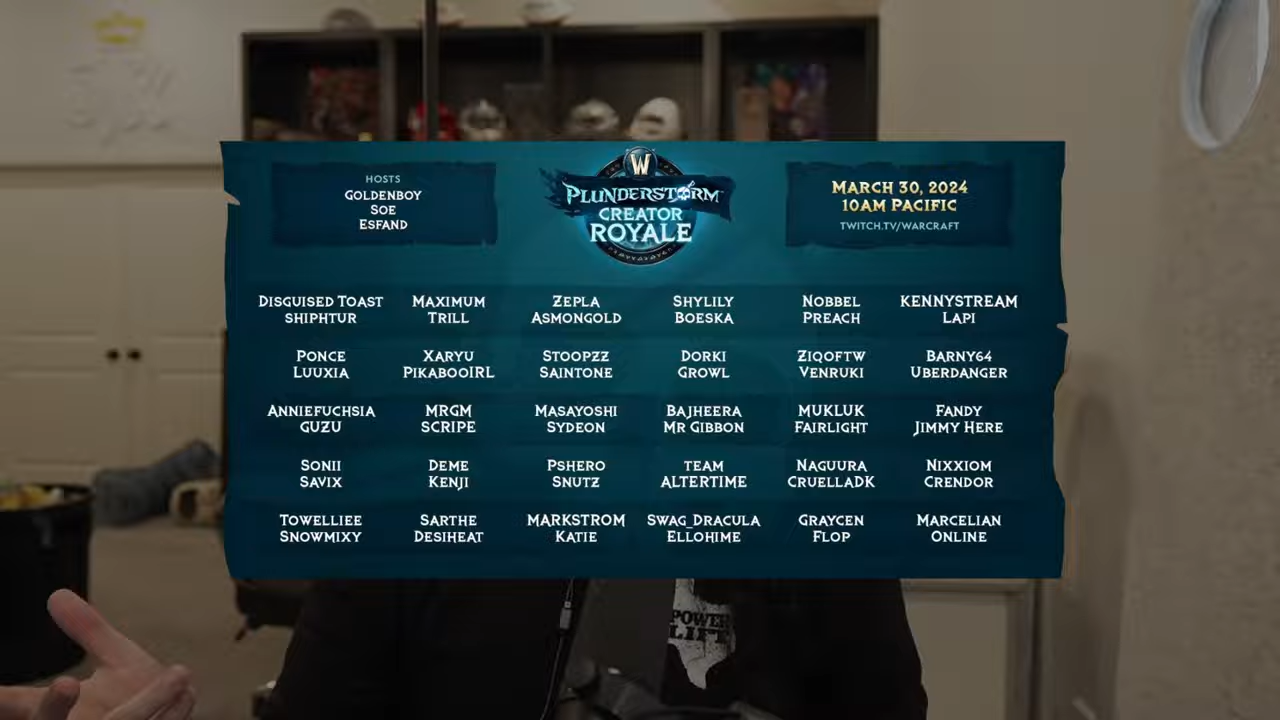 HOSTS
GOLDENBOY
SOE
ESFAND
W
PLUNDERSTORM
CREATOR
ROYALE
MARCH 30, 2024
10AM PACIFIC
TWITCH.TV/WARCRAFT
DISGUISED TOAST
SHIPHTUR
MAXIMUM
TRILL
ZEPLA
ASMONGOLD
SHYLILY
BOESKA
NOBBEL
PREACH
KENNYSTREAM
LAPI
PONCE
LUUXIA
XARYU
PIKABOOIRL
STOOPZZ
SAINTONE
DORKI
GROWL
ZIQOFTW
VENRUKI
BARNY64
UBERDANGER
ANNIEFUCHSIA
GUZU
MRGM
SCRIPE
MASAYOSHI
SYDEON
BAJHEERA
MR GIBBON
MUKLUK
FAIRLIGHT
FANDY
JIMMY HERE
SONII
SAVIX
DEME
KENJI
PSHERO
SNUTZ
TEAM
ALTERTIME
NAGUURA
CRUELLADK
NIXXIOM
CRENDOR
TOWELLIEE
SNOWMIXY
SARTHE
DESIHEAT
MARKSTROM
KATIE
SWAG_DRACULA
ELLOHIME
GRAYCEN
FLOP
MARCELIAN
ONLINE
POWER
LIFT